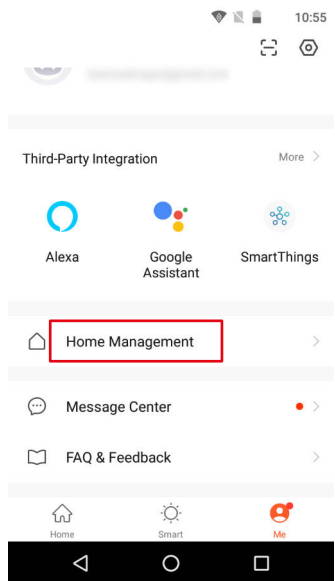 10:55
Third-Party Integration
More
Alexa
Google
Assistant
SmartThings
Home Management
Message Center
FAQ & Feedback
Home
Smart
Me